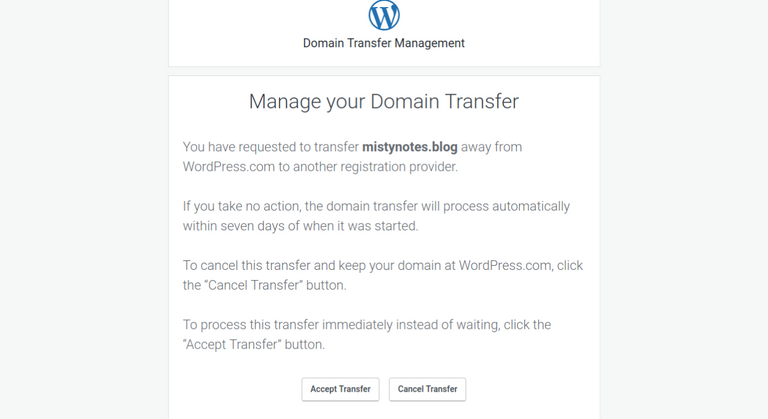 Domain Transfer Management
Manage your Domain Transfer
You have requested to transfer mistynotes.blog away from
WordPress.com to another registration provider.
If you take no action, the domain transfer will process automatically
within seven days of when it was started.
To cancel this transfer and keep your domain at WordPress.com, click
the “Cancel Transfer” button.
To process this transfer immediately instead of waiting, click the
“Accept Transfer” button.
Accept Transfer Cancel Transfer